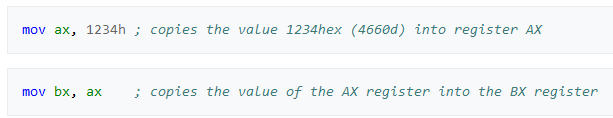 mov ax, 1234h ; copies the value 1234hex (4660d) into register AX
mov bx, ax    ; copies the value of the AX register into the BX register